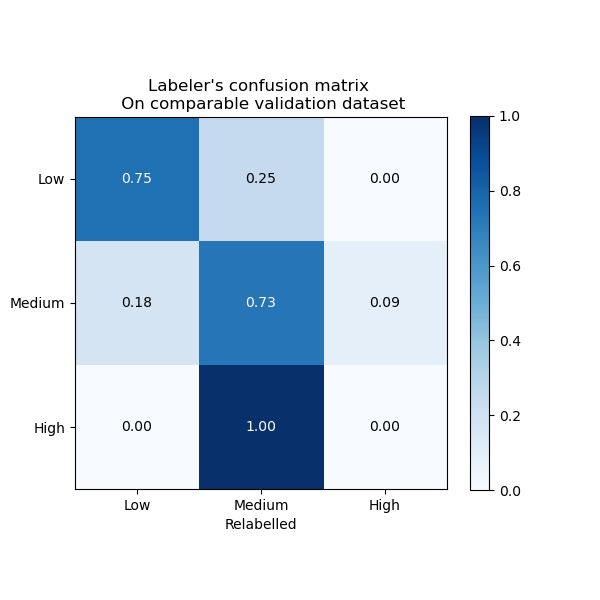 Labeler's confusion matrix
On comparable validation dataset
1.0
Low
0.75
0.25
0.00
0.8
0.6
Medium
0.18
0.73
0.09
0.4
High
0.00
1.00
0.00
0.2
0.0
Low
Medium
High
Relabelled